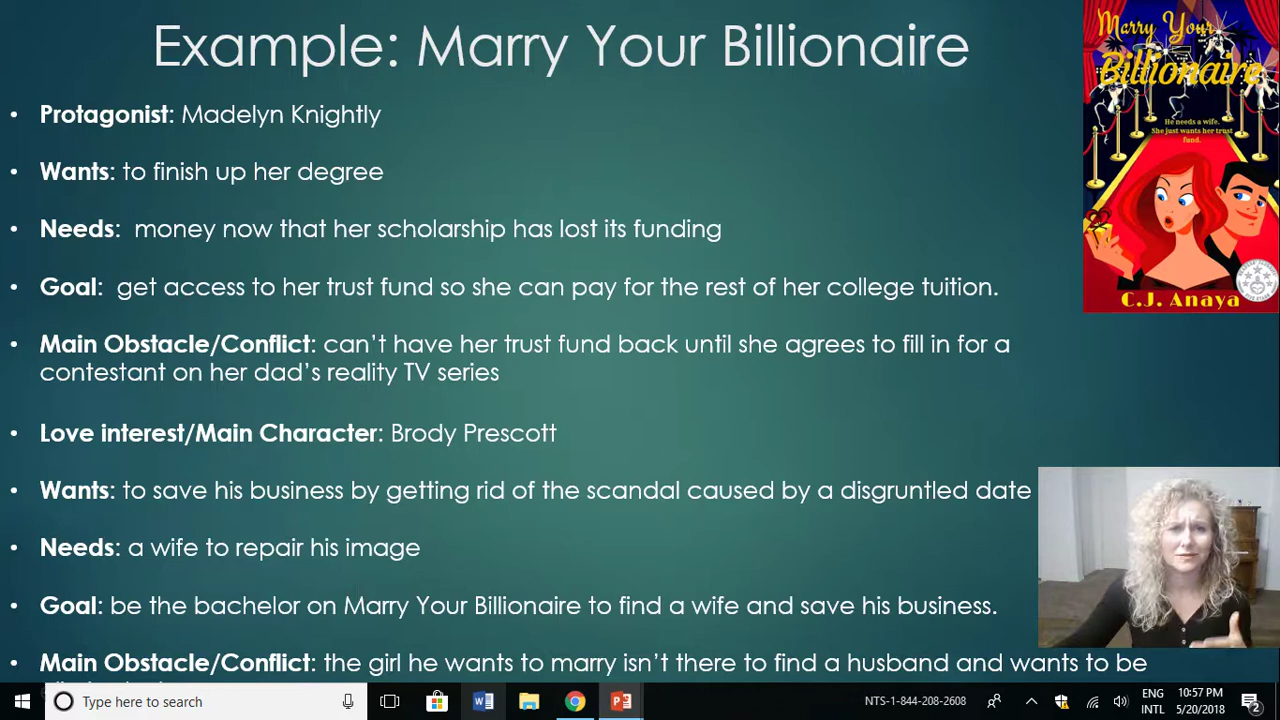 Example: Marry Your Billionaire
• Protagonist: Madelyn Knightly
• Wants: to finish up her degree
• Needs: money now that her scholarship has lost its funding
• Goal: get access to her trust fund so she can pay for the rest of her college tuition.
• Main Obstacle/Conflict: can't have her trust fund back until she agrees to fill in for a
contestant on her dad's reality TV series
• Love interest/Main Character: Brody Prescott
• Wants: to save his business by getting rid of the scandal caused by a disgruntled date
• Needs: a wife to repair his image
• Goal: be the bachelor on Marry Your Billionaire to find a wife and save his business.
• Main Obstacle/Conflict: the girl he wants to marry isn't there to find a husband and wants to be
Marry Your
Billionaire
He needs a wife.
She just wants her trust
fund.
C.J. Anaya
Type here to search
NTS-1-844-208-2608
ENG
INTL
10:57 PM
5/20/2018
2